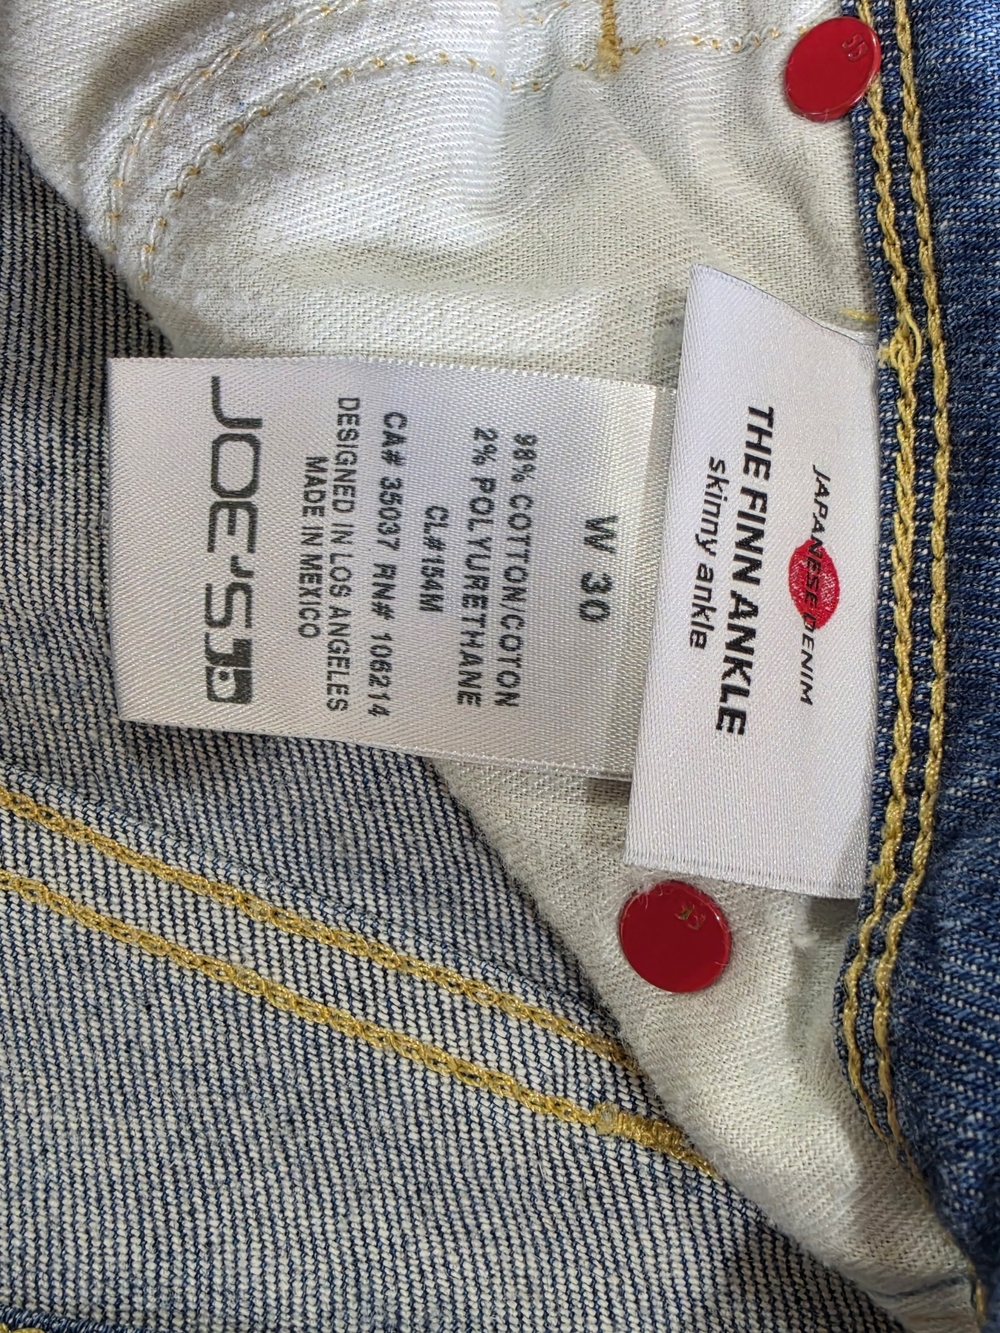 JAPANESE DENIM
THE FINN ANKLE
skinny ankle
W 30
98% COTTON/COTON
2% POLYURETHANE
CL#154M
CA# 35037 RN# 106214
DESIGNED IN LOS ANGELES
MADE IN MEXICO
JOE'S